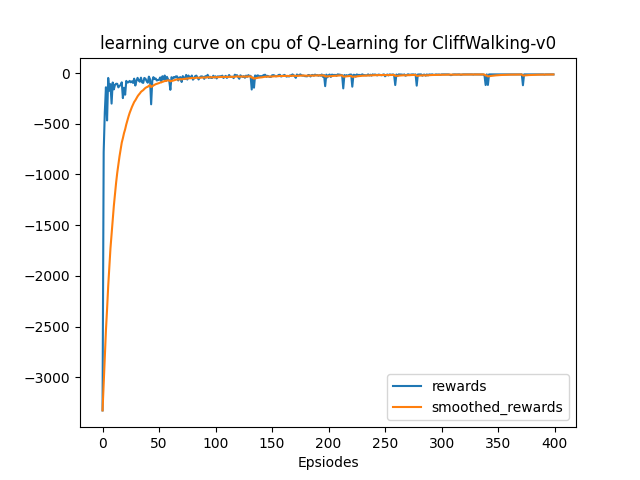 learning curve on cpu of Q-Learning for CliffWalking-v0
0
−500
−1000
−1500
−2000
−2500
−3000
rewards
smoothed_rewards
0 50 100 150 200 250 300 350 400
Epsiodes